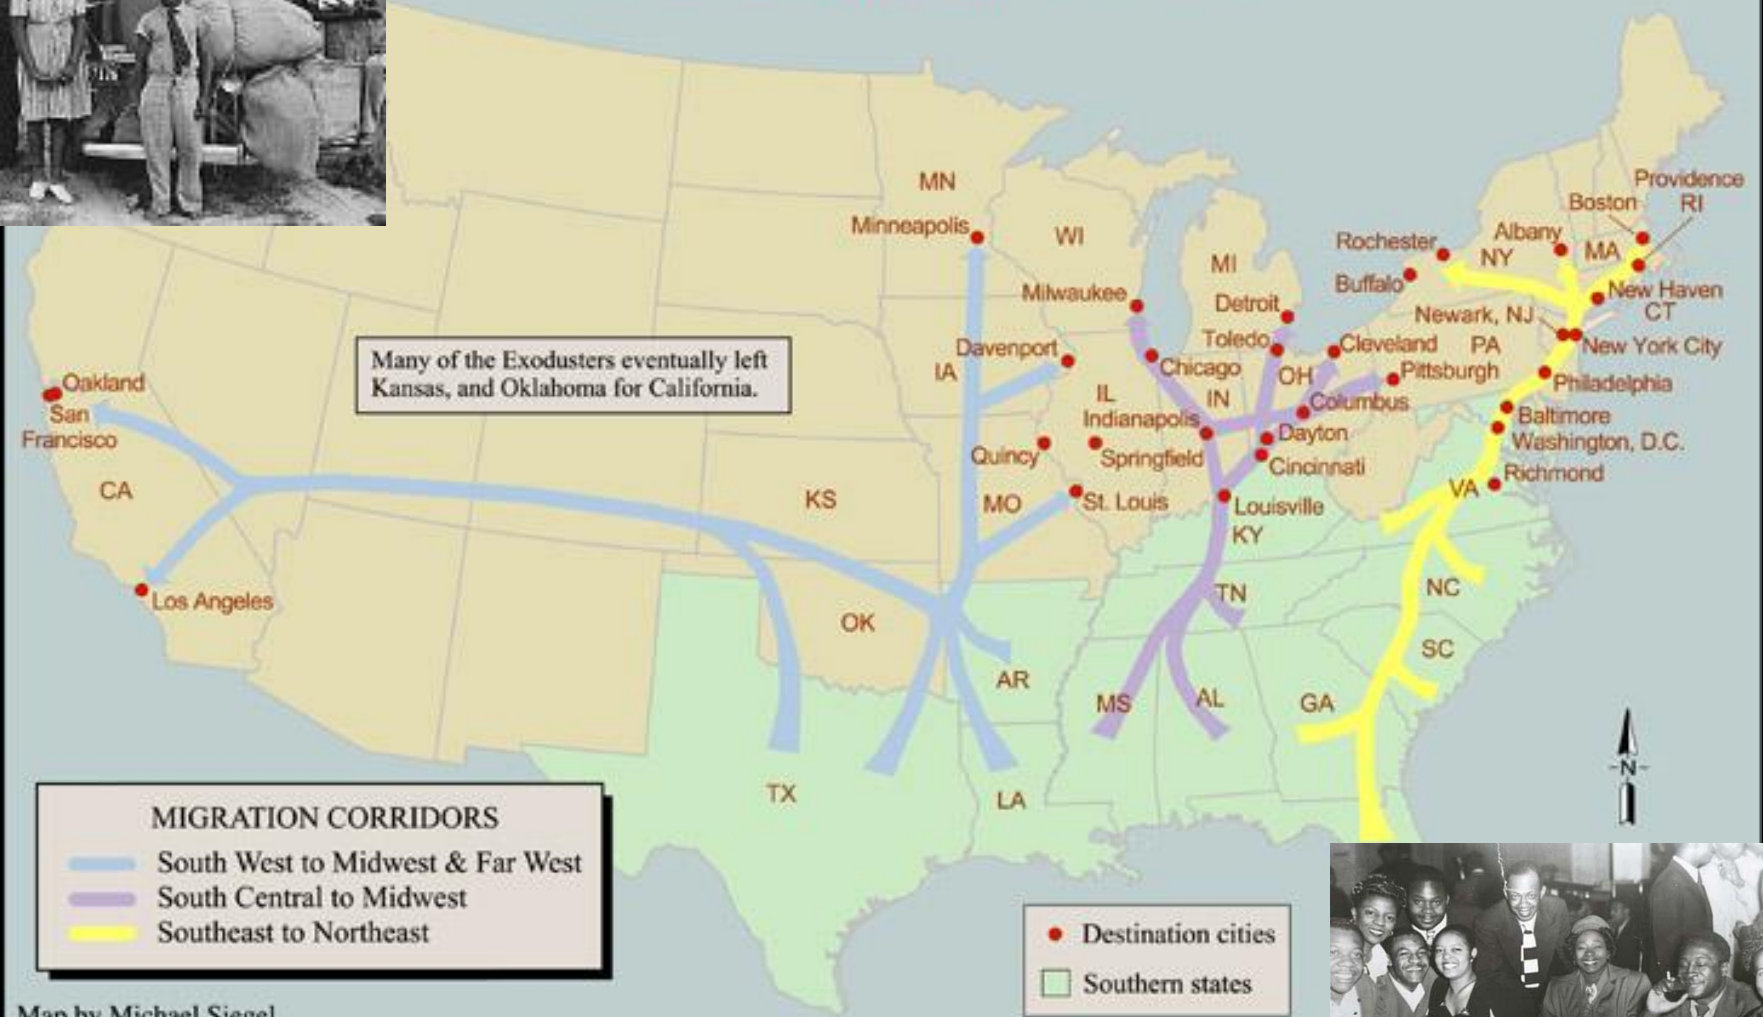 MN
Minneapolis
WI
MI
Milwaukee
Detroit
Toledo
Davenport
Chicago
IA
IL
IN
OH
Cleveland
Pittsburgh
Columbus
Indianapolis
Dayton
Cincinnati
Quincy
Springfield
St. Louis
MO
Louisville
KY
Providence
RI
Boston
Albany
MA
Rochester
NY
Buffalo
New Haven
CT
Newark, NJ
PA
New York City
Philadelphia
Baltimore
Washington, D.C.
Richmond
VA
Many of the Exodusters eventually left
Kansas, and Oklahoma for California.
Oakland
San
Francisco
CA
Los Angeles
KS
OK
TN
NC
SC
AR
MS
AL
GA
TX
LA
-N-
MIGRATION CORRIDORS
South West to Midwest & Far West
South Central to Midwest
Southeast to Northeast
Destination cities
Southern states
Map by Michael Siegel